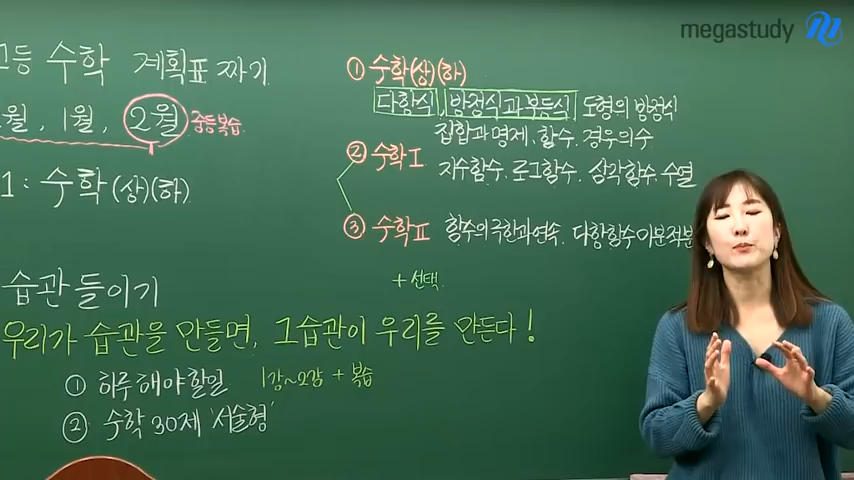 megastudy
고등 수학 계획표 짜기
월, 1월, 2월 중등복습
1: 수학(상)(하)
① 수학(상)(하)
다항식, 방정식과부등식, 도형의 방정식
집합과 명제, 함수, 경우의수
② 수학Ⅰ
지수함수, 로그함수, 삼각함수, 수열
③ 수학Ⅱ 함수의극한과연속, 다항함수미분적분
+ 선택
습관 들이기
우리가 습관을 만들면, 그습관이 우리를 만든다!
① 하루 해야할일 1강~2강 + 복습
② 수학 30제 '서술형'